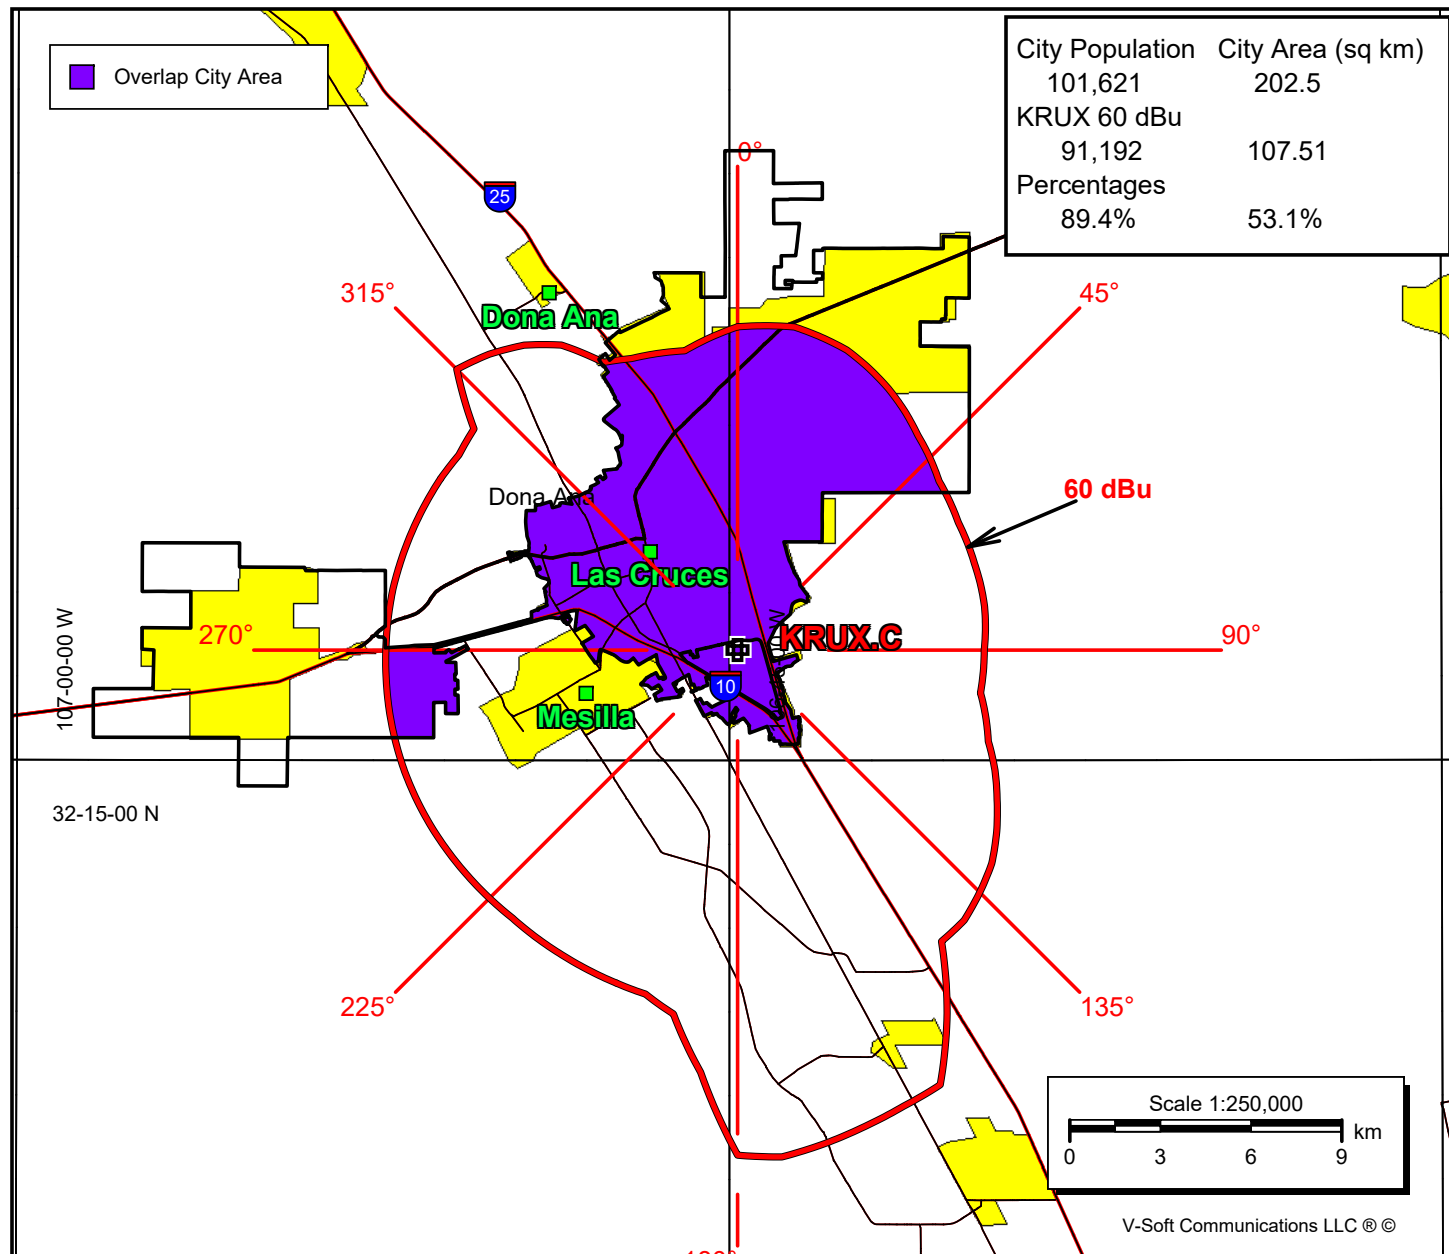 Overlap City Area
City Population City Area (sq km)
101,621 202.5
KRUX 60 dBu
91,192 107.51
Percentages
89.4% 53.1%
0°
25
315°
45°
Dona Ana
60 dBu
Dona Ana
Las Cruces
270°
KRUX.C
90°
107-00-00 W
10
Mesilla
32-15-00 N
225°
135°
Scale 1:250,000
km
0 3 6 9
V-Soft Communications LLC ® ©